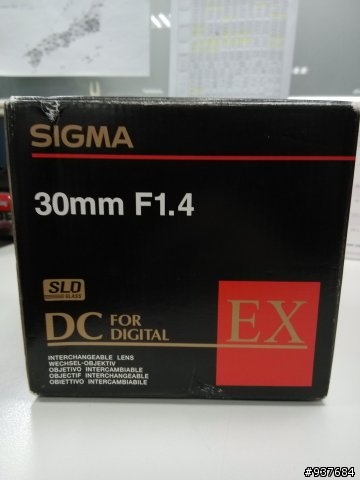 SIGMA
30mm F1.4
SLD
GLASS
DC FOR DIGITAL
EX
INTERCHANGEABLE LENS
WECHSEL-OBJEKTIV
OBJETIVO INTERCAMBIABLE
OBJECTIF INTERCHANGEABLE
OBIETTIVO INTERCAMBIABILE
#937684